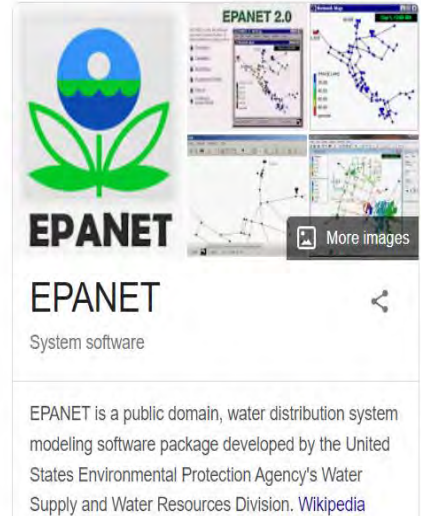 EPANET 2.0
EPANET
More images
EPANET
System software
EPANET is a public domain, water distribution system
modeling software package developed by the United
States Environmental Protection Agency's Water
Supply and Water Resources Division. Wikipedia